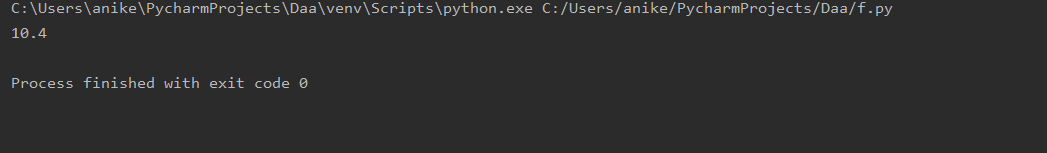 C:\Users\anike\PycharmProjects\Daa\venv\Scripts\python.exe C:/Users/anike/PycharmProjects/Daa/f.py
10.4
Process finished with exit code 0